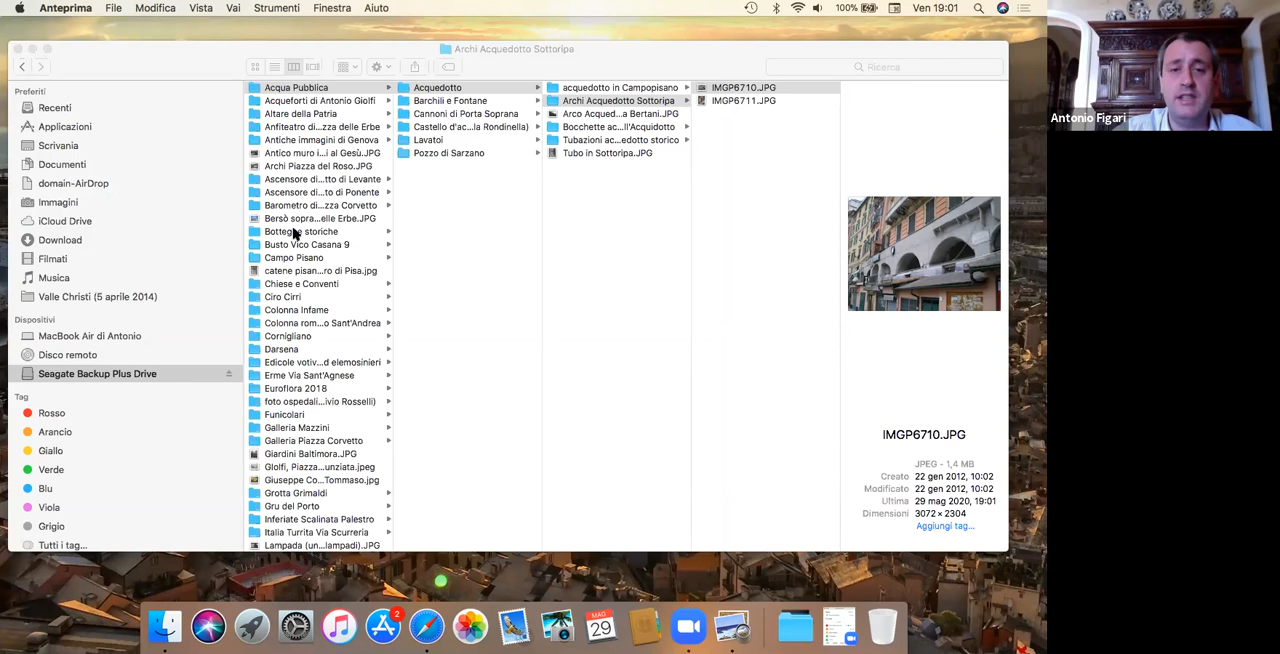 Anteprima File Modifica Vista Vai Strumenti Finestra Aiuto 100% Ven 19:01
Archi Acquedotto Sottoripa
Ricerca
Preferiti
Recenti
Applicazioni
Scrivania
Documenti
domain-AirDrop
Immagini
iCloud Drive
Download
Filmati
Musica
Valle Christi (5 aprile 2014)
Dispositivi
MacBook Air di Antonio
Disco remoto
Seagate Backup Plus Drive
Tag
Rosso
Arancio
Giallo
Verde
Blu
Viola
Grigio
Tutti i tag...
Acqua Pubblica
Acqueforti di Antonio Giolfi
Altare della Patria
Anfiteatro di...zza delle Erbe
Antiche immagini di Genova
Antico muro i...i al Gesù.JPG
Archi Piazza del Roso.JPG
Ascensore di...to di Levante
Ascensore di...to di Ponente
Barometro di...zza Corvetto
Bersò sopra...elle Erbe.JPG
Botteghe storiche
Busto Vico Casana 9
Campo Pisano
catene pisan...ro di Pisa.jpg
Chiese e Conventi
Ciro Cirri
Colonna Infame
Colonna rom...o Sant'Andrea
Cornigliano
Darsena
Edicole votiv...d elemosinieri
Erme Via Sant'Agnese
Euroflora 2018
foto ospedali...ivio Rosselli)
Funicolari
Galleria Mazzini
Galleria Piazza Corvetto
Giardini Baltimora.JPG
Giolfi, Piazza...unziata.jpeg
Giuseppe Co...Tommaso.jpg
Grotta Grimaldi
Gru del Porto
Inferiate Scalinata Palestro
Italia Turrita Via Scurreria
Lampada (un...lampadi).JPG
Acquedotto
Barchili e Fontane
Cannoni di Porta Soprana
Castello d'ac...la Rondinella)
Lavatoi
Pozzo di Sarzano
acquedotto in Campopisano
Archi Acquedotto Sottoripa
Arco Acqued...a Bertani.JPG
Bocchette ac...ll'Acquedotto
Tubazioni ac...edotto storico
Tubo in Sottoripa.JPG
IMGP6710.JPG
IMGP6711.JPG
IMGP6710.JPG
JPEG - 1,4 MB
Creato 22 gen 2012, 10:02
Modificato 22 gen 2012, 10:02
Ultima 29 mag 2020, 19:01
Dimensioni 3072 × 2304
Aggiungi tag...
Antonio Figari
2
MAG
29